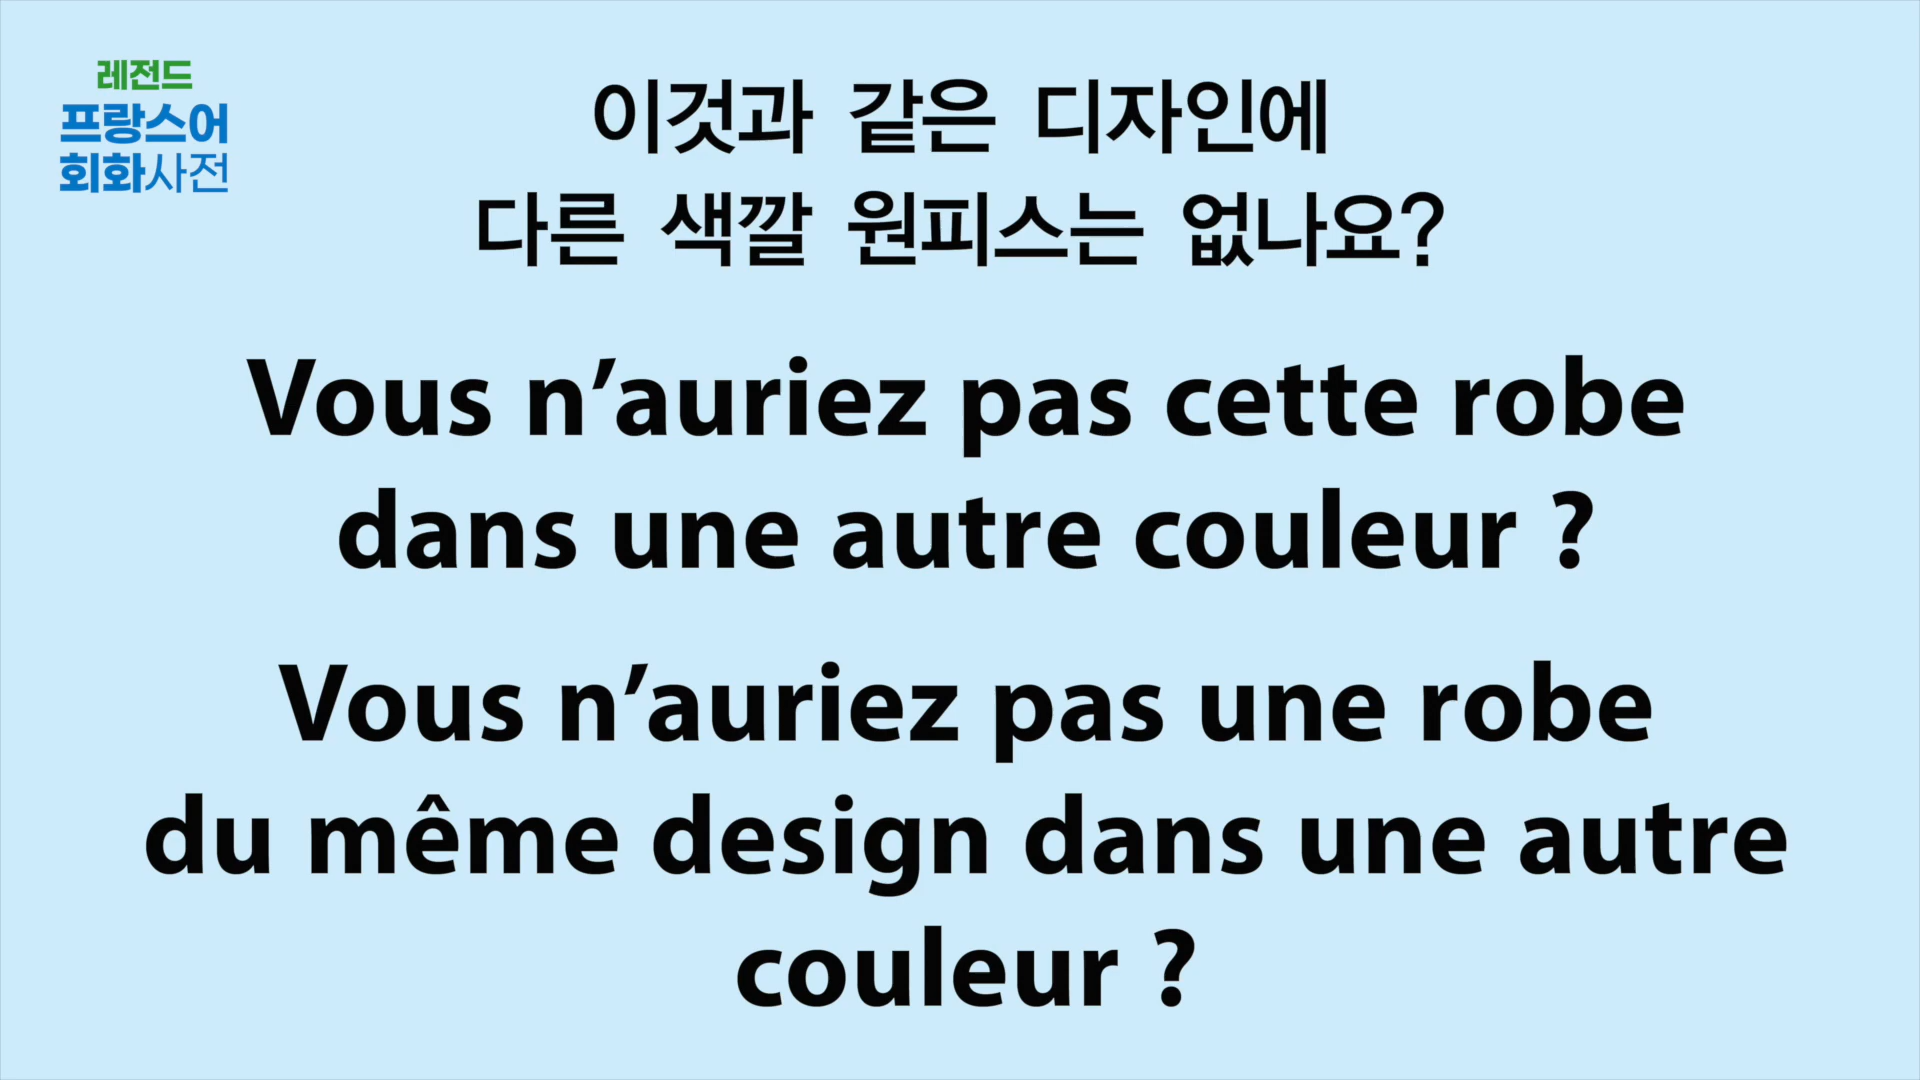 레전드
프랑스어
회화사전
이것과 같은 디자인에
다른 색깔 원피스는 없나요?
Vous n’auriez pas cette robe
dans une autre couleur ?
Vous n’auriez pas une robe
du même design dans une autre
couleur ?